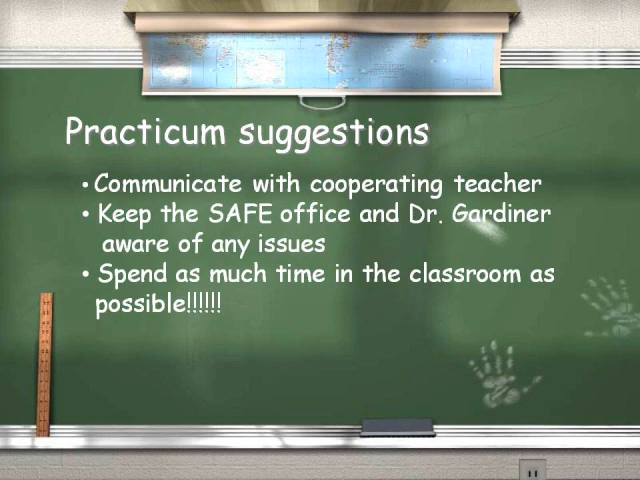 Practicum suggestions
• Communicate with cooperating teacher
• Keep the SAFE office and Dr. Gardiner
aware of any issues
• Spend as much time in the classroom as
possible!!!!!!